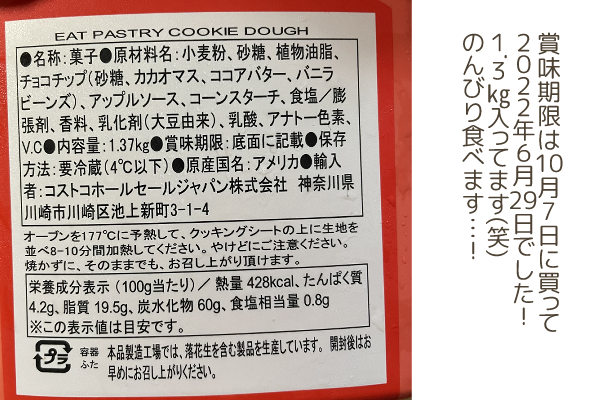 EAT PASTRY COOKIE DOUGH
●名称:菓子●原材料名:小麦粉、砂糖、植物油脂、
チョコチップ(砂糖、カカオマス、ココアバター、バニラ
ビーンズ)、アップルソース、コーンスターチ、食塩/膨
張剤、香料、乳化剤(大豆由来)、乳酸、アナトー色素、
V.C●内容量:1.37kg●賞味期限:底面に記載●保存
方法:要冷蔵(4℃以下)●原産国名:アメリカ●輸入
者:コストコホールセールジャパン株式会社 神奈川県
川崎市川崎区池上新町3-1-4
オーブンを177℃に予熱して、クッキングシートの上に生地を
並べ8-10分間加熱してください。やけどにご注意ください。
焼かずに、そのままでも、お召し上がり頂けます。
栄養成分表示(100g当たり)/熱量 428kcal、たんぱく質
4.2g、脂質 19.5g、炭水化物 60g、食塩相当量 0.8g
※この表示値は目安です。
プラ
容器
ふた
本品製造工場では、落花生を含む製品を生産しています。 開封後はお
早めにお召し上がりください。
賞味期限は10月7日に買って
2022年6月29日でした!
1.3kg入ってます(笑)
のんびり食べます…!